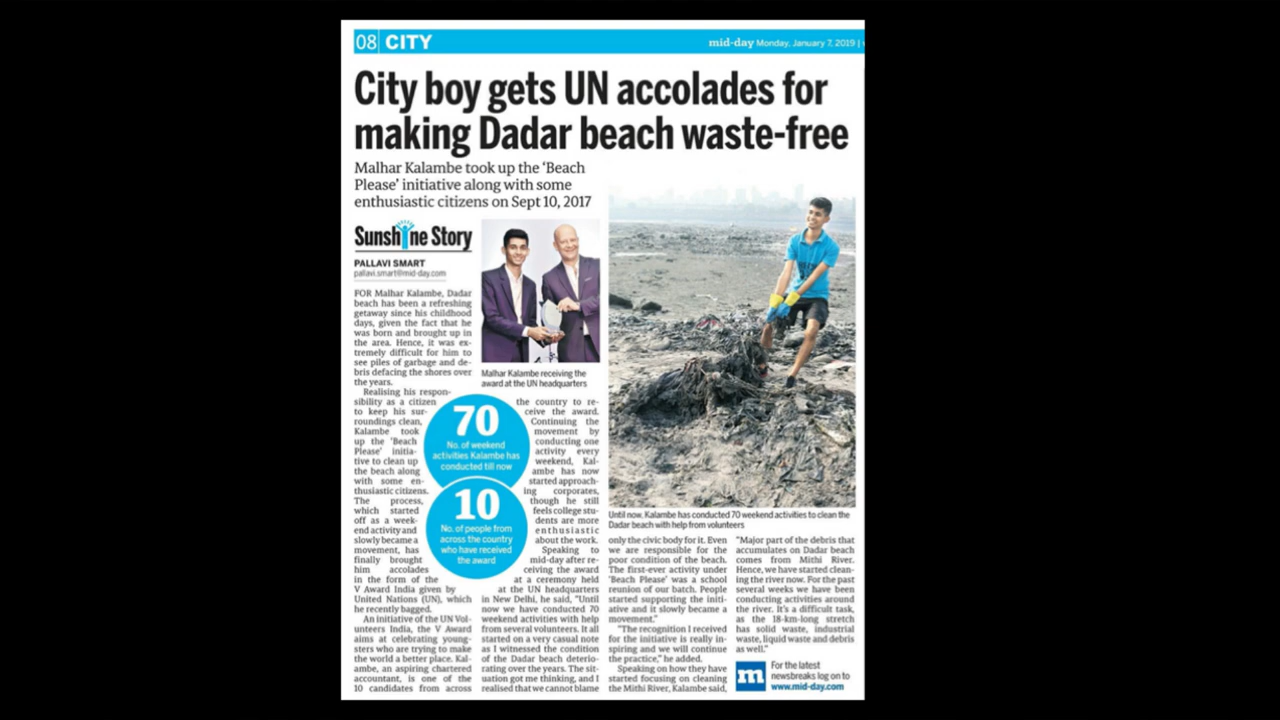 08 CITY
mid-day Monday, January 7, 2019 |
City boy gets UN accolades for
making Dadar beach waste-free
Malhar Kalambe took up the ‘Beach
Please’ initiative along with some
enthusiastic citizens on Sept 10, 2017
Sunshine Story
PALLAVI SMART
pallavi.smart@mid-day.com
FOR Malhar Kalambe, Dadar
beach has been a refreshing
getaway since his childhood
days, given the fact that he
was born and brought up in
the area. Hence, it was ex-
tremely difficult for him to
see piles of garbage and de-
bris defacing the shores over
the years.
Realising his respon-
sibility as a citizen
to keep his sur-
roundings clean,
Kalambe took
up the ‘Beach
Please’ initia-
tive to clean up
the beach along
with some en-
thusiastic citizens.
The process,
which started
off as a week-
end activity and
slowly became a
movement, has
finally brought
him accolades
in the form of the
V Award India given by
United Nations (UN), which
he recently bagged.
An initiative of the UN Vol-
unteers India, the V Award
aims at celebrating young-
sters who are trying to make
the world a better place. Kal-
ambe, an aspiring chartered
accountant, is one of the
10 candidates from across
Malhar Kalambe receiving the
award at the UN headquarters
70
No. of weekend
activities Kalambe has
conducted till now
10
No. of people from
across the country
who have received
the award
the country to re-
ceive the award.
Continuing the
movement by
conducting one
activity every
weekend, Kal-
ambe has now
started approach-
ing corporates,
though he still
feels college stu-
dents are more
enthusiastic
about the work.
Speaking to
mid-day after re-
ceiving the award
at a ceremony held
at the UN headquarters
in New Delhi, he said, “Until
now we have conducted 70
weekend activities with help
from several volunteers. It all
started on a very casual note
as I witnessed the condition
of the Dadar beach deterio-
rating over the years. The sit-
uation got me thinking, and I
realised that we cannot blame
Until now, Kalambe has conducted 70 weekend activities to clean the
Dadar beach with help from volunteers
only the civic body for it. Even
we are responsible for the
poor condition of the beach.
The first-ever activity under
‘Beach Please’ was a school
reunion of our batch. People
started supporting the initi-
ative and it slowly became a
movement.”
“The recognition I received
for the initiative is really in-
spiring and we will continue
the practice,” he added.
Speaking on how they have
started focusing on cleaning
the Mithi River, Kalambe said,
“Major part of the debris that
accumulates on Dadar beach
comes from Mithi River.
Hence, we have started clean-
ing the river now. For the past
several weeks we have been
conducting activities around
the river. It’s a difficult task,
as the 18-km-long stretch
has solid waste, industrial
waste, liquid waste and debris
as well.”
m
For the latest
newsbreaks log on to
www.mid-day.com